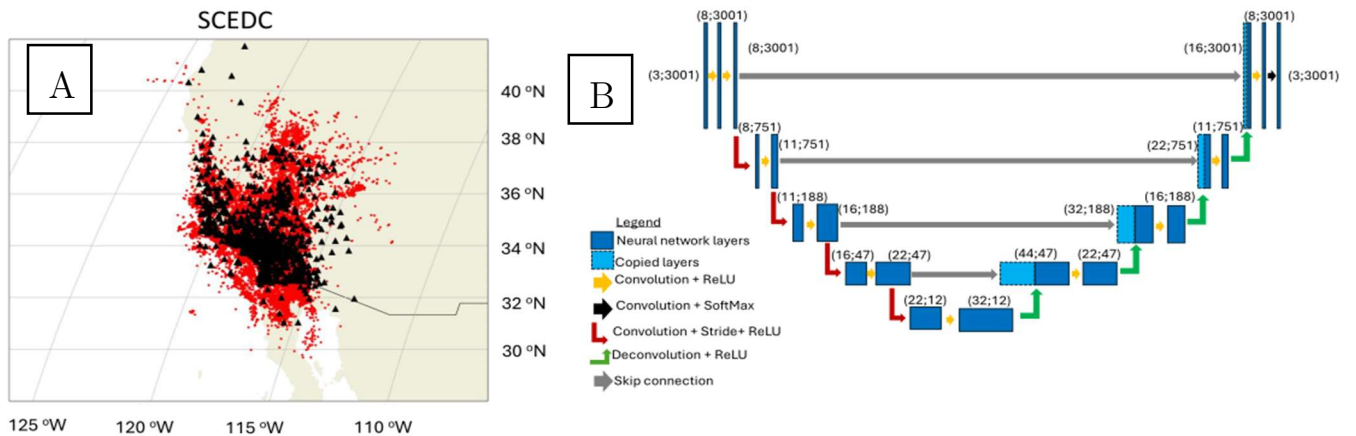 SCEDC
A
40 °N
38 °N
36 °N
34 °N
32 °N
30 °N
125 °W
120 °W
115 °W
110 °W
B
(8;3001)
(8;3001)
(3;3001)
(8;3001)
(16;3001)
(3;3001)
(8;751)
(11;751)
(22;751)
(11;751)
(11;188)
(16;188)
(32;188)
(16;188)
(16;47)
(22;47)
(44;47)
(22;47)
(22;12)
(32;12)
Legend
Neural network layers
Copied layers
Convolution + ReLU
Convolution + SoftMax
Convolution + Stride+ ReLU
Deconvolution + ReLU
Skip connection